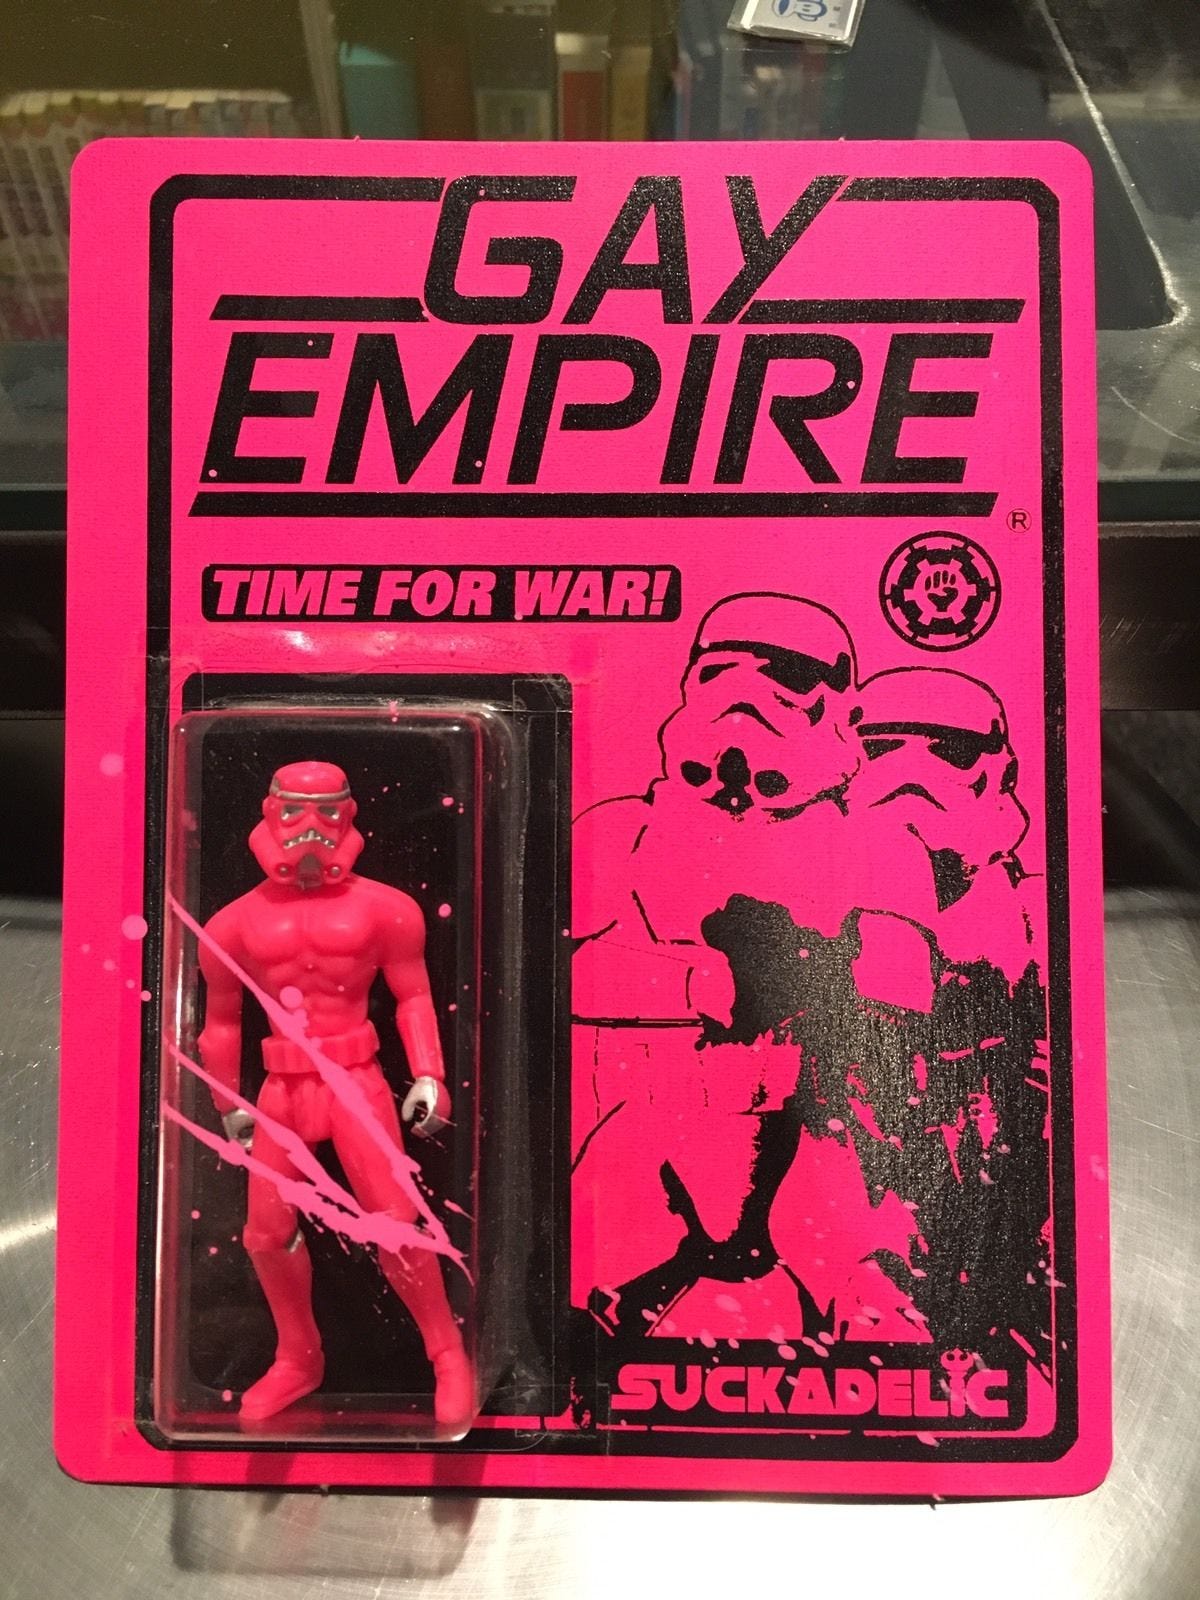 GAY
EMPIRE
®
TIME FOR WAR!
SUCKADELIC